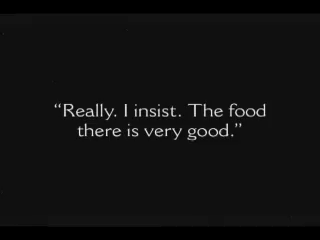 “Really. I insist. The food
there is very good.”